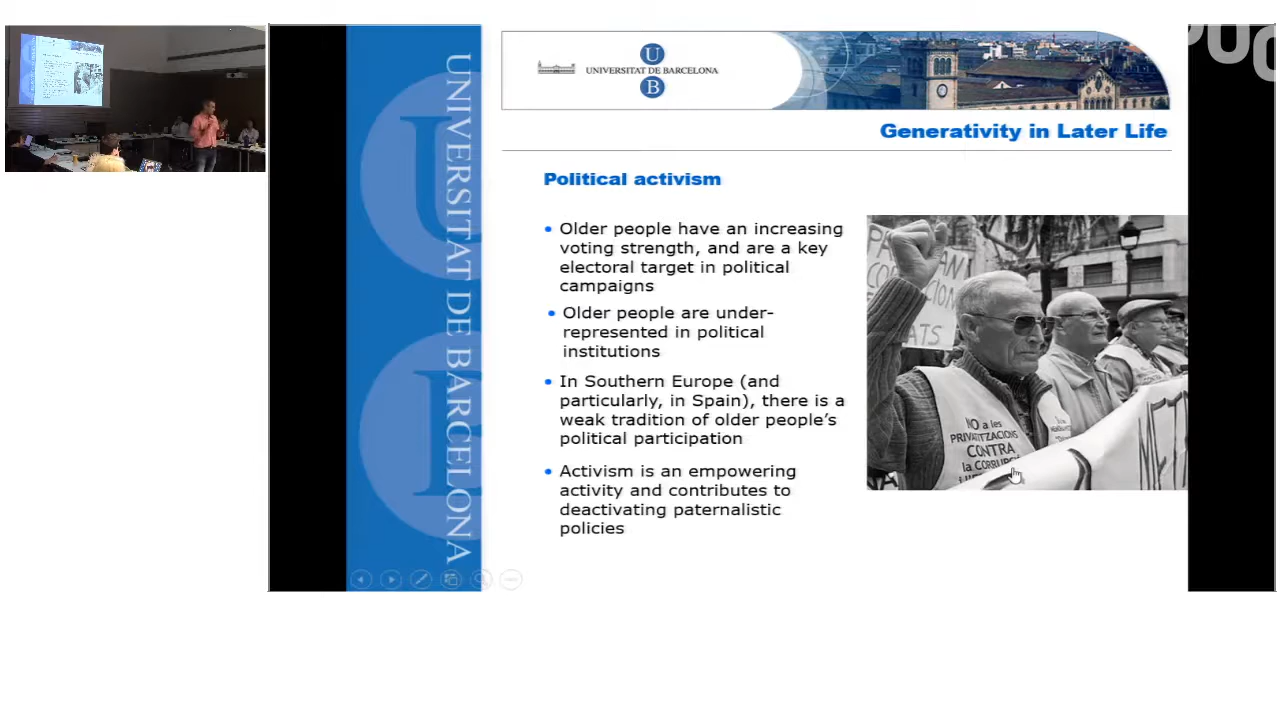 U
UNIVERSITAT DE BARCELONA
B
Generativity in Later Life
Political activism
Older people have an increasing
voting strength, and are a key
electoral target in political
campaigns
Older people are under-
represented in political
institutions
In Southern Europe (and
particularly, in Spain), there is a
weak tradition of older people's
political participation
Activism is an empowering
activity and contributes to
deactivating paternalistic
policies
UNIVERSITAT DE BARCELONA
NO a les
PRIVATITZACIONS
CONTRA
la CORRUPCIÓ